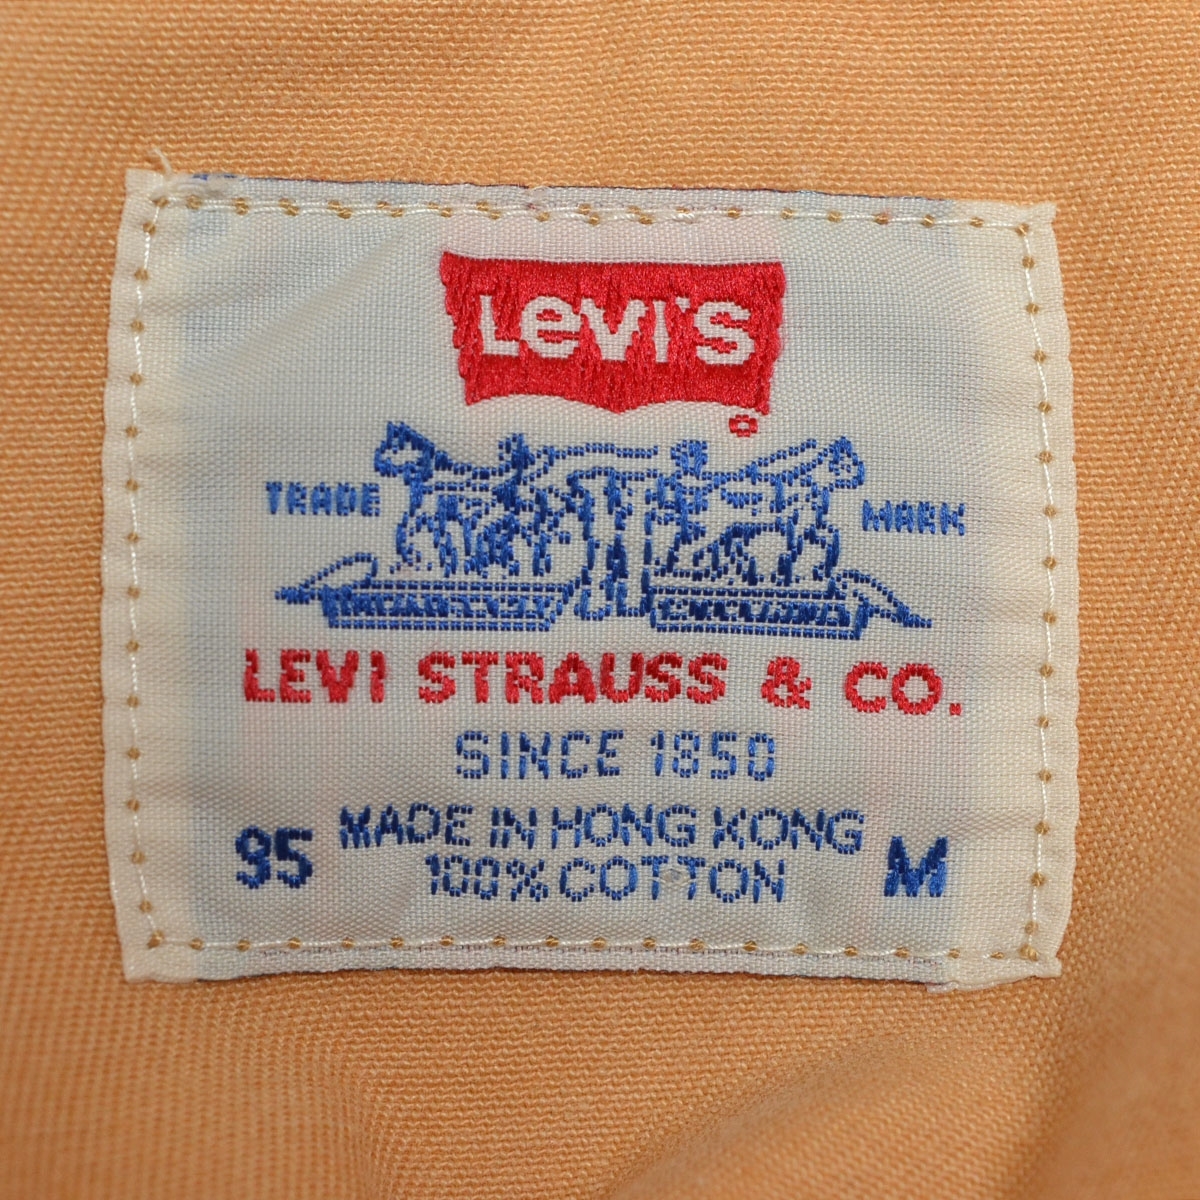 Levi's
®
TRADE MARK
LEVI STRAUSS & CO.
SINCE 1850
MADE IN HONG KONG
95 M
100% COTTON